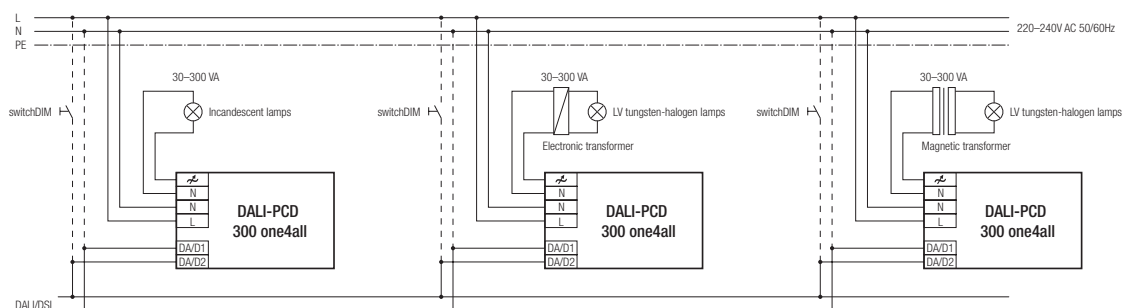 L
N
PE
220–240V AC 50/60Hz
30–300 VA
30–300 VA
30–300 VA
switchDIM
Incandescent lamps
switchDIM
LV tungsten-halogen lamps
switchDIM
LV tungsten-halogen lamps
Electronic transformer
Magnetic transformer
N
N
L
DA/D1
DA/D2
DALI-PCD
300 one4all
N
N
L
DA/D1
DA/D2
DALI-PCD
300 one4all
N
N
L
DA/D1
DA/D2
DALI-PCD
300 one4all
DALI/DSI